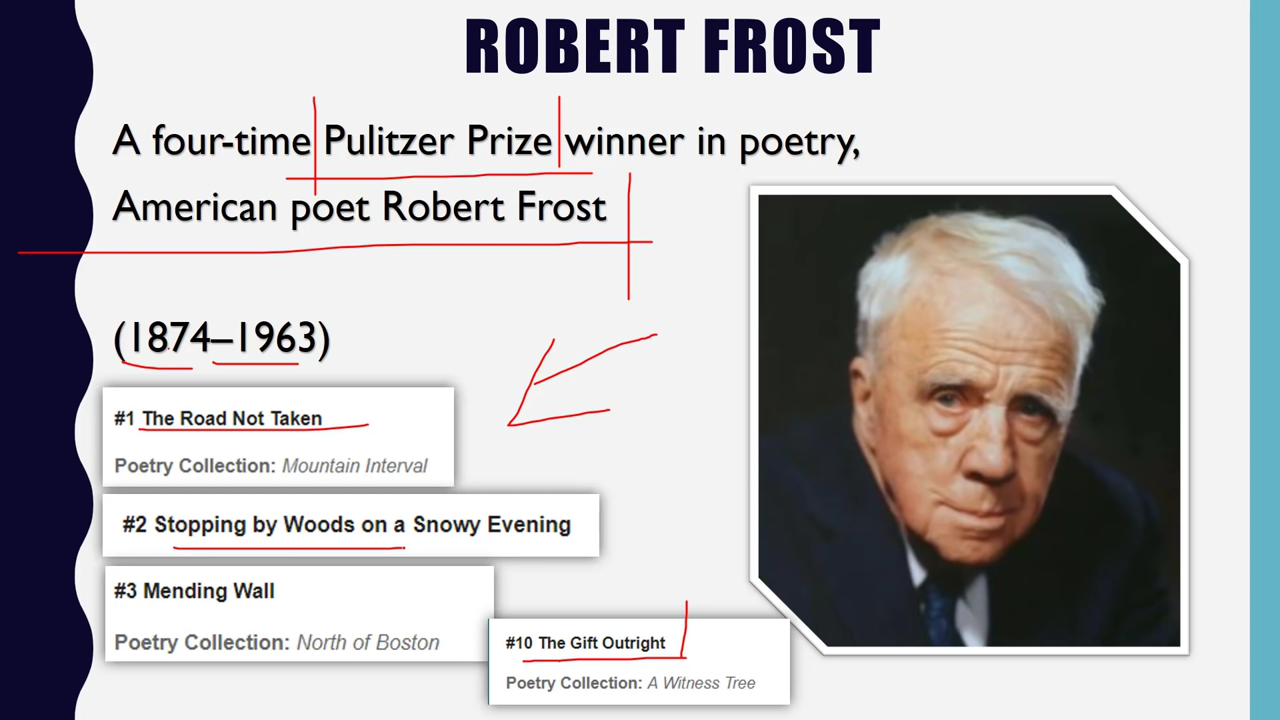 ROBERT FROST
A four-time Pulitzer Prize winner in poetry,
American poet Robert Frost
(1874–1963)
#1 The Road Not Taken
Poetry Collection: Mountain Interval
#2 Stopping by Woods on a Snowy Evening
#3 Mending Wall
Poetry Collection: North of Boston
#10 The Gift Outright
Poetry Collection: A Witness Tree